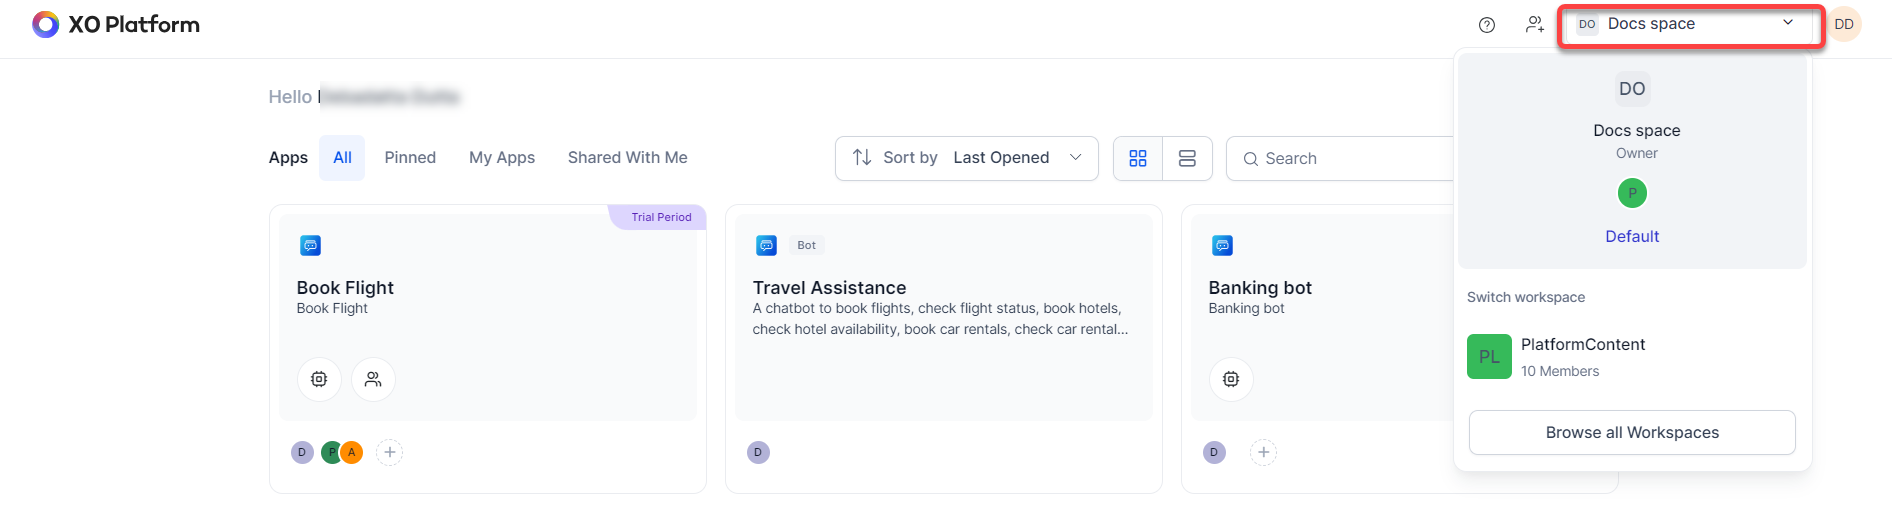 XO Platform
DO Docs space
DD
Hello
Apps All Pinned My Apps Shared With Me
Sort by Last Opened
Search
Trial Period
Book Flight
Book Flight
D P A
Bot
Travel Assistance
A chatbot to book flights, check flight status, book hotels,
check hotel availability, book car rentals, check car rental...
D
Banking bot
Banking bot
D
DO
Docs space
Owner
P
Default
Switch workspace
PL
PlatformContent
10 Members
Browse all Workspaces